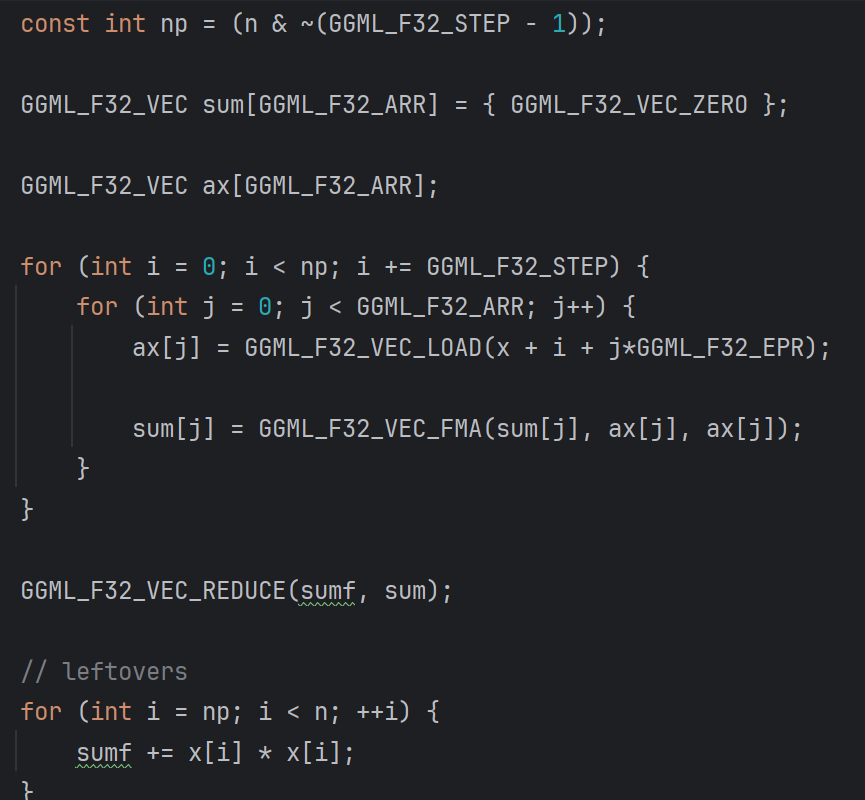 const int np = (n & ~(GGML_F32_STEP - 1));
GGML_F32_VEC sum[GGML_F32_ARR] = { GGML_F32_VEC_ZERO };
GGML_F32_VEC ax[GGML_F32_ARR];
for (int i = 0; i < np; i += GGML_F32_STEP) {
for (int j = 0; j < GGML_F32_ARR; j++) {
ax[j] = GGML_F32_VEC_LOAD(x + i + j*GGML_F32_EPR);
sum[j] = GGML_F32_VEC_FMA(sum[j], ax[j], ax[j]);
}
}
GGML_F32_VEC_REDUCE(sumf, sum);
// leftovers
for (int i = np; i < n; ++i) {
sumf += x[i] * x[i];
}